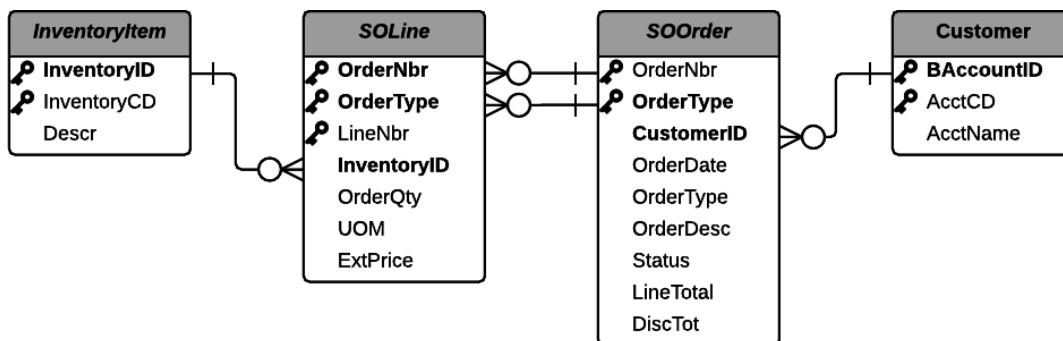 InventoryItem
InventoryID
InventoryCD
Descr
SOLine
OrderNbr
OrderType
LineNbr
InventoryID
OrderQty
UOM
ExtPrice
SOOrder
OrderNbr
OrderType
CustomerID
OrderDate
OrderType
OrderDesc
Status
LineTotal
DiscTot
Customer
BAccountID
AcctCD
AcctName